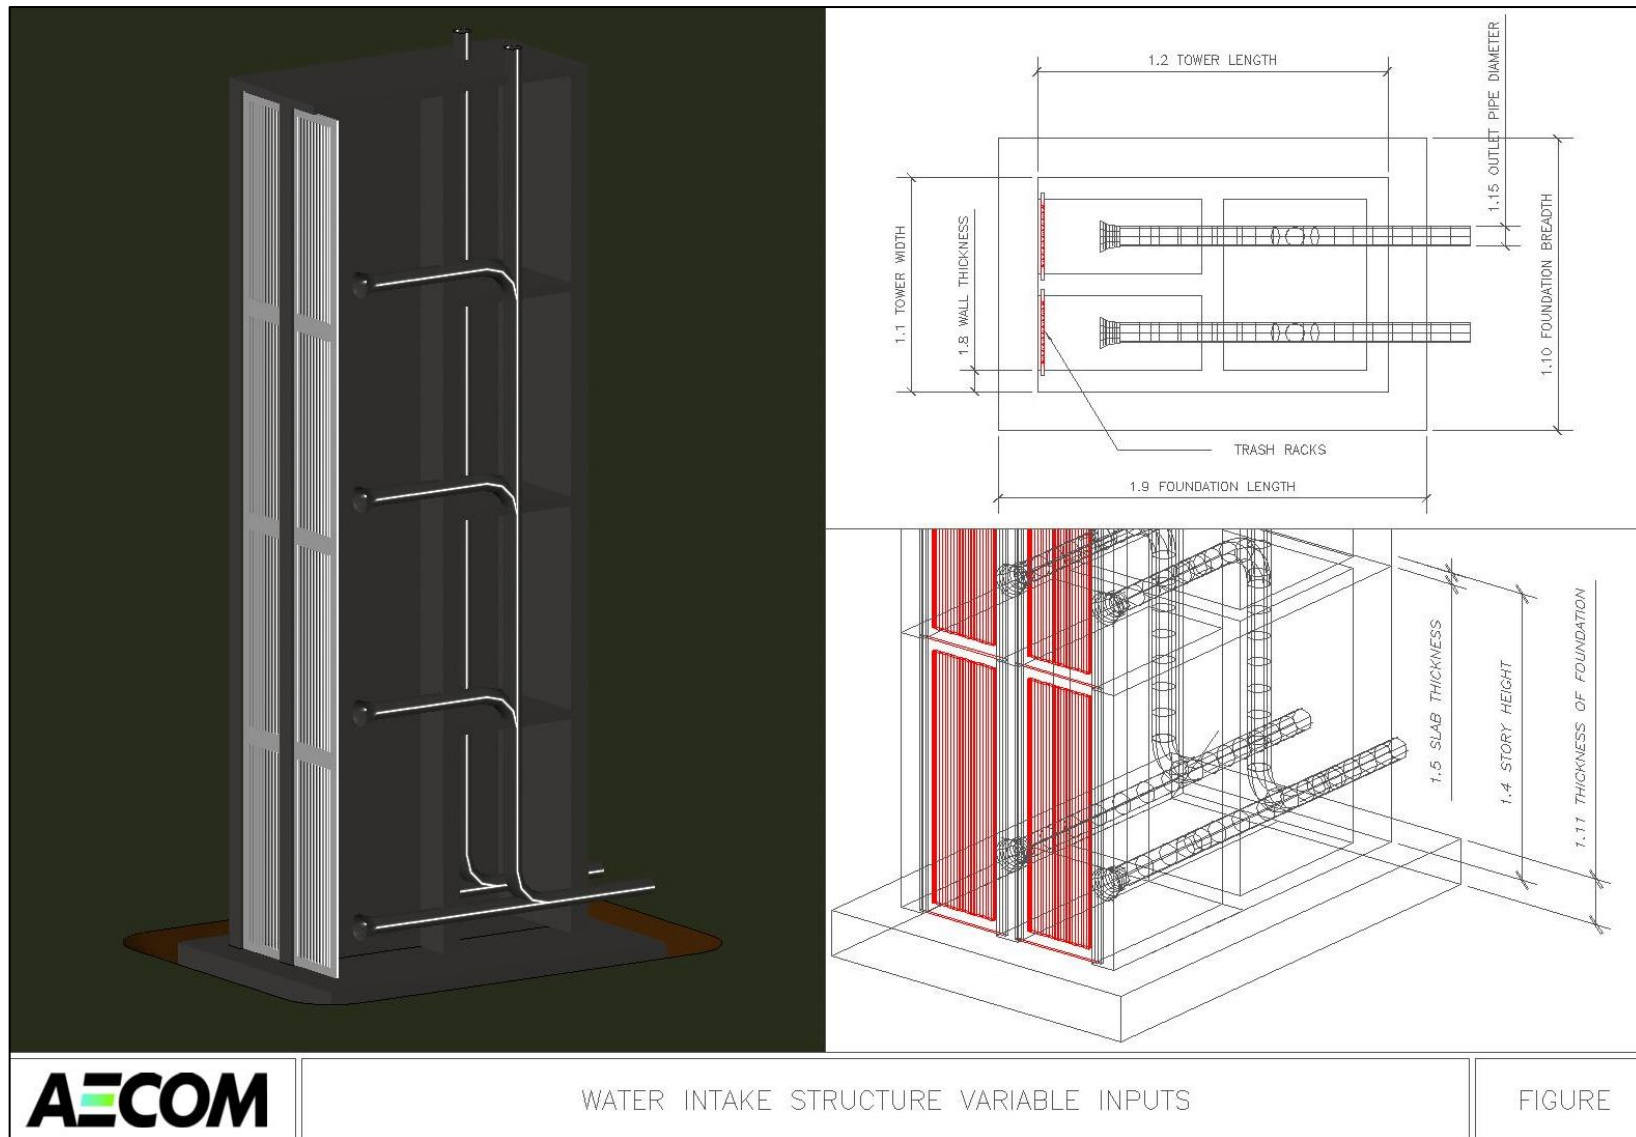 1.2 TOWER LENGTH
1.15 OUTLET PIPE DIAMETER
1.1 TOWER WIDTH
1.8 WALL THICKNESS
1.10 FOUNDATION BREADTH
TRASH RACKS
1.9 FOUNDATION LENGTH
1.5 SLAB THICKNESS
1.4 STORY HEIGHT
1.11 THICKNESS OF FOUNDATION
AECOM
WATER INTAKE STRUCTURE VARIABLE INPUTS
FIGURE